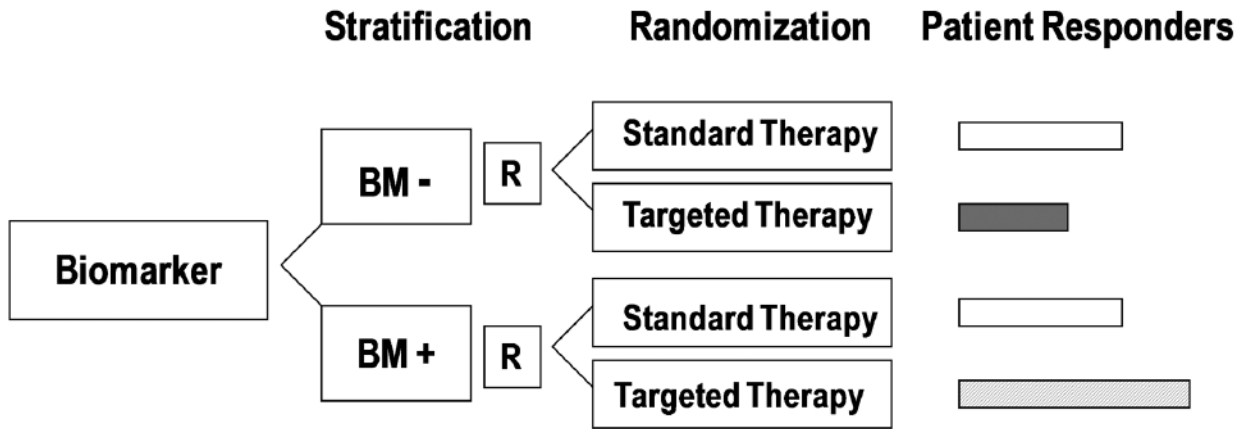 Stratification Randomization Patient Responders
Standard Therapy
BM - R
Targeted Therapy
Biomarker
Standard Therapy
BM + R
Targeted Therapy